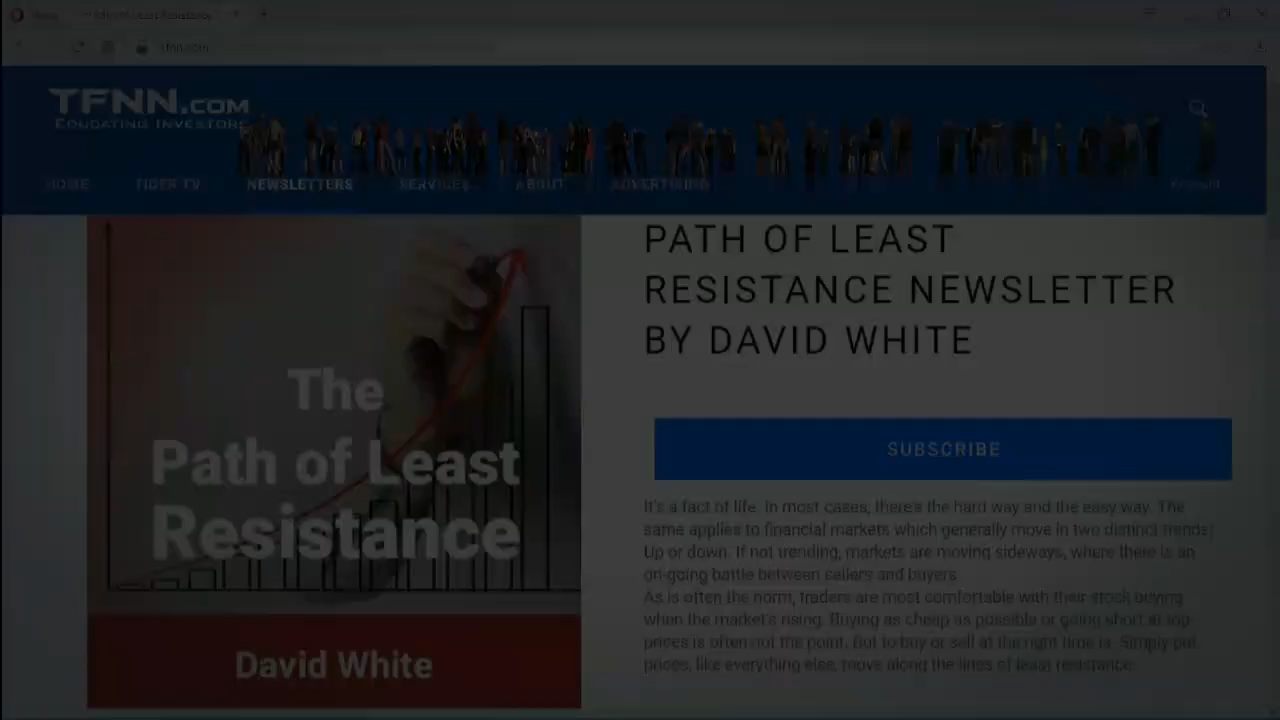 tfnn.com
TFNN.COM
EDUCATING INVESTORS
HOME
TIGER TV
NEWSLETTERS
SERVICES
ABOUT
ADVERTISING
The
Path of Least
Resistance
David White
PATH OF LEAST
RESISTANCE NEWSLETTER
BY DAVID WHITE
SUBSCRIBE
It's a fact of life. In most cases, there's the hard way and the easy way. The
same applies to financial markets which generally move in two distinct trends:
Up or down. If not trending, markets are moving sideways, where there is an
on-going battle between sellers and buyers.
As is often the norm, traders are most comfortable with their stock buying
when the market's rising. Buying as cheap as possible or going short at top
prices is often not the point. But to buy or sell at the right time is. Simply put,
prices, like everything else, move along the lines of least resistance.